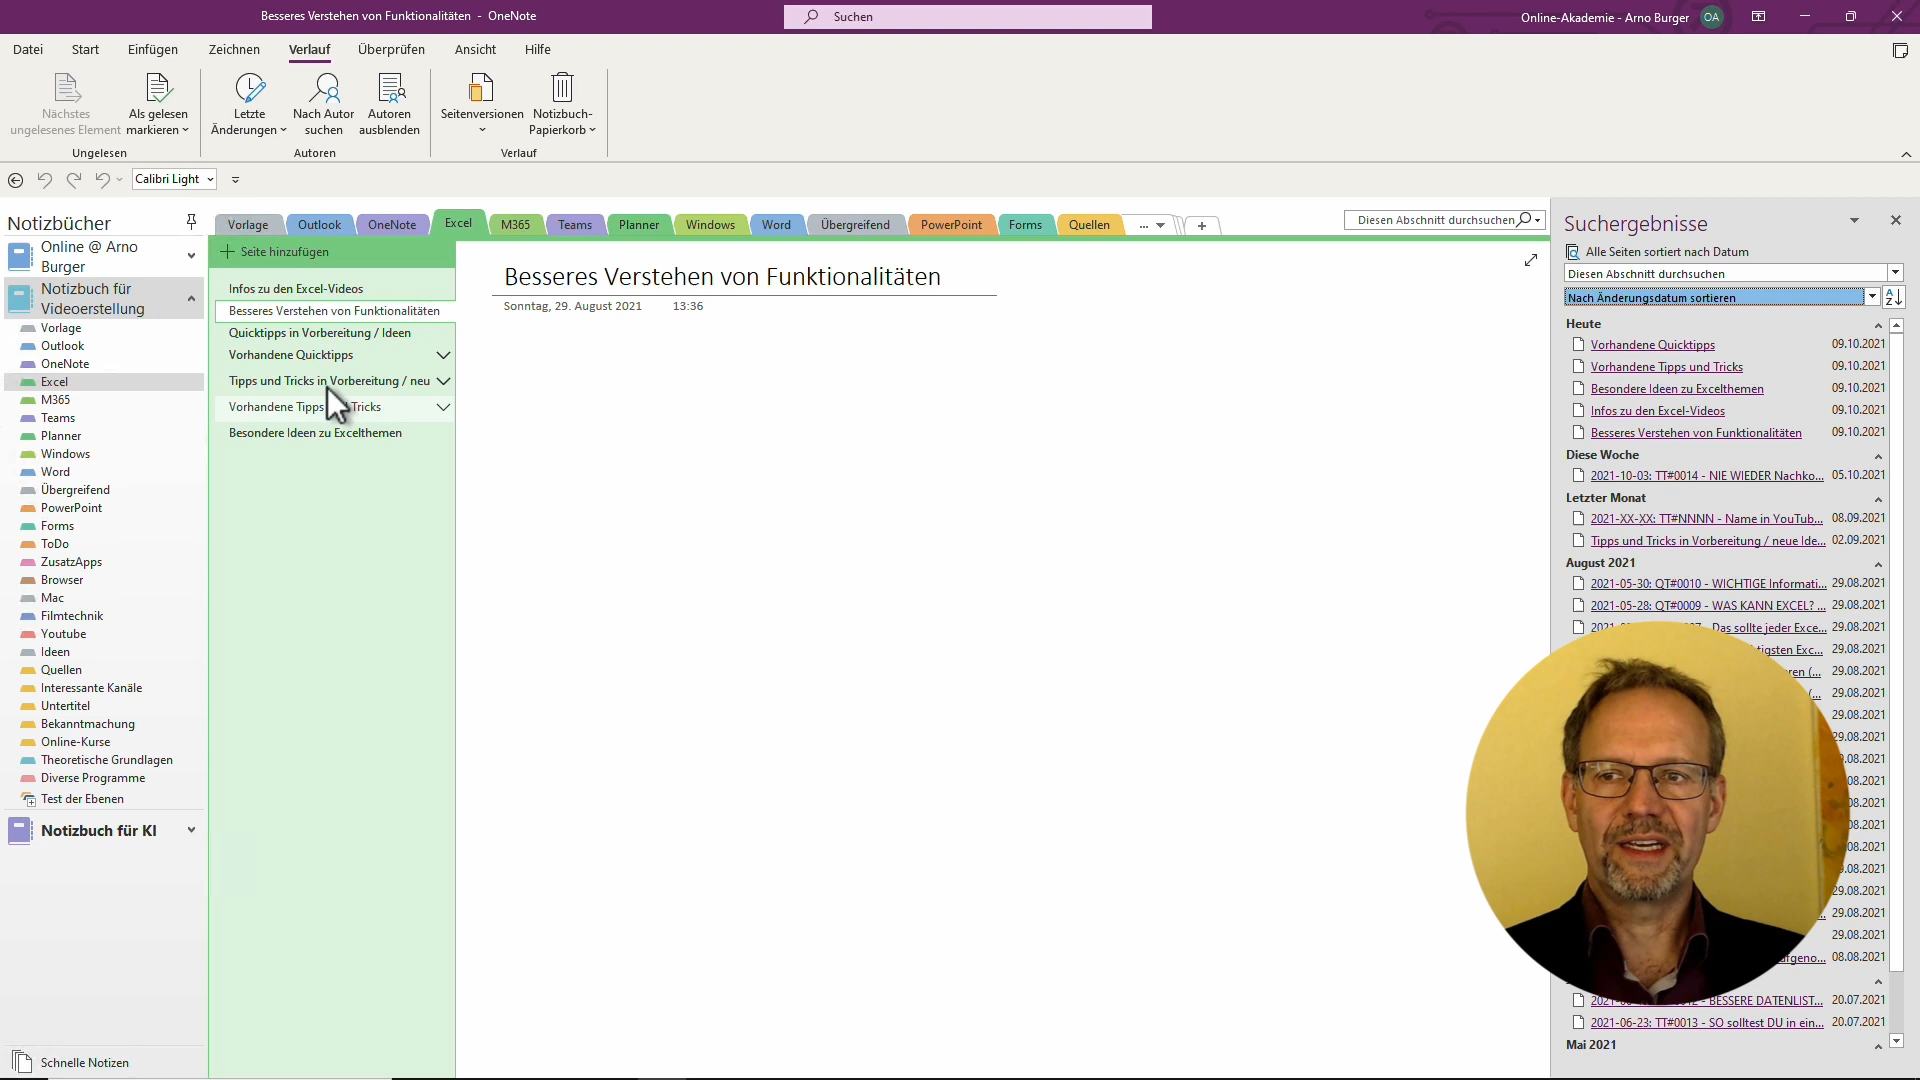 Besseres Verstehen von Funktionalitäten - OneNote
Suchen
Online-Akademie - Arno Burger
OA
Datei Start Einfügen Zeichnen Verlauf Überprüfen Ansicht Hilfe
Nächstes
ungelesenes Element
Als gelesen
markieren
Ungelesen
Letzte
Änderungen
Nach Autor
suchen
Autoren
ausblenden
Autoren
Seitenversionen
Notizbuch-
Papierkorb
Verlauf
Calibri Light
Notizbücher
Online @ Arno
Burger
Notizbuch für
Videoerstellung
Vorlage
Outlook
OneNote
Excel
M365
Teams
Planner
Windows
Word
Übergreifend
PowerPoint
Forms
ToDo
ZusatzApps
Browser
Mac
Filmtechnik
Youtube
Ideen
Quellen
Interessante Kanäle
Untertitel
Bekanntmachung
Online-Kurse
Theoretische Grundlagen
Diverse Programme
Test der Ebenen
Notizbuch für KI
Schnelle Notizen
Vorlage Outlook OneNote Excel M365 Teams Planner Windows Word Übergreifend PowerPoint Forms Quellen ...
Diesen Abschnitt durchsuchen
Seite hinzufügen
Infos zu den Excel-Videos
Besseres Verstehen von Funktionalitäten
Quicktipps in Vorbereitung / Ideen
Vorhandene Quicktipps
Tipps und Tricks in Vorbereitung / neu
Vorhandene Tipps Tricks
Besondere Ideen zu Excelthemen
Besseres Verstehen von Funktionalitäten
Sonntag, 29. August 2021 13:36
Suchergebnisse
Alle Seiten sortiert nach Datum
Diesen Abschnitt durchsuchen
Nach Änderungsdatum sortieren
Heute
Vorhandene Quicktipps 09.10.2021
Vorhandene Tipps und Tricks 09.10.2021
Besondere Ideen zu Excelthemen 09.10.2021
Infos zu den Excel-Videos 09.10.2021
Besseres Verstehen von Funktionalitäten 09.10.2021
Diese Woche
2021-10-03: TT#0014 - NIE WIEDER Nachko... 05.10.2021
Letzter Monat
2021-XX-XX: TT#NNNN - Name in YouTub... 08.09.2021
Tipps und Tricks in Vorbereitung / neue Ide... 02.09.2021
August 2021
2021-05-30: QT#0010 - WICHTIGE Informati... 29.08.2021
2021-05-28: QT#0009 - WAS KANN EXCEL? ... 29.08.2021
Das sollte jeder Exce... 29.08.2021
29.08.2021
29.08.2021
29.08.2021
29.08.2021
29.08.2021
29.08.2021
29.08.2021
08.08.2021
BESSERE DATENLIST... 20.07.2021
2021-06-23: TT#0013 - SO solltest DU in ein... 20.07.2021
Mai 2021